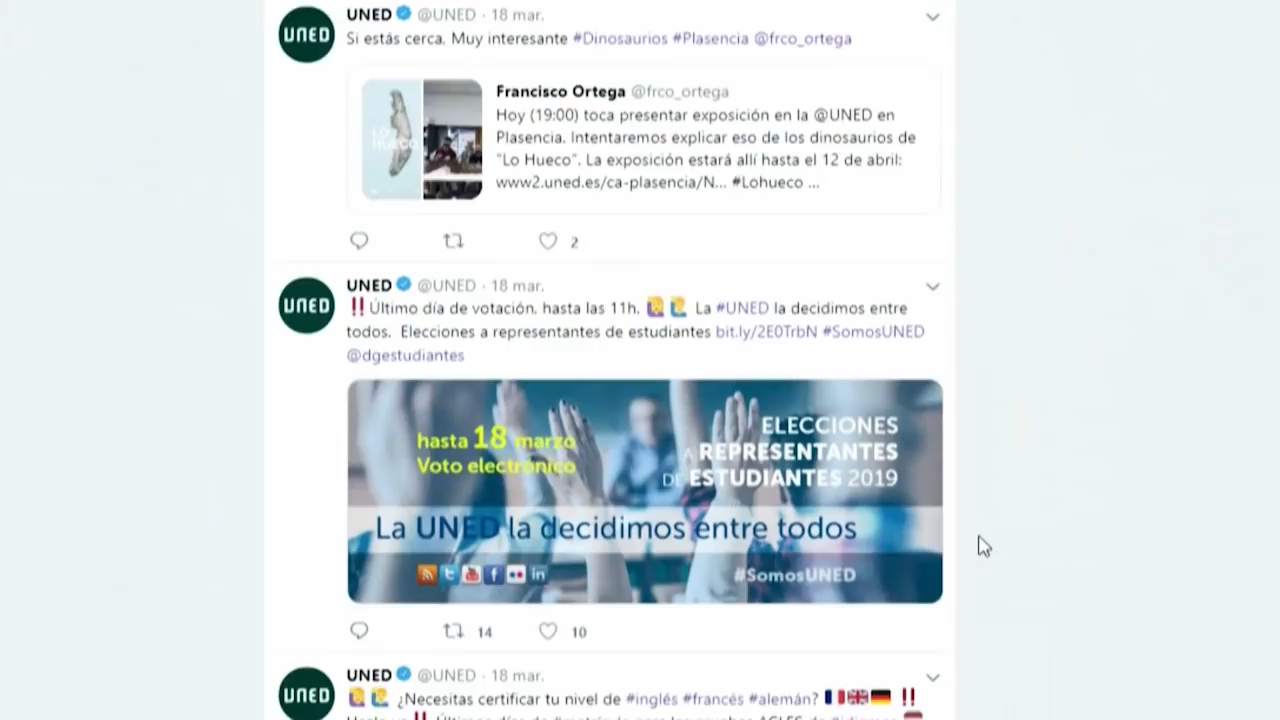 UNED @UNED · 18 mar.
UNED
Si estás cerca. Muy interesante #Dinosaurios #Plasencia @frco_ortega
Francisco Ortega @frco_ortega
Hoy (19:00) toca presentar exposición en la @UNED en
Plasencia. Intentaremos explicar eso de los dinosaurios de
"Lo Hueco". La exposición estará allí hasta el 12 de abril:
www2.uned.es/ca-plasencia/N... #Lohueco ...
LO
HUECO
2
UNED @UNED · 18 mar.
UNED
‼️Último día de votación, hasta las 11h. 🙋 🙋‍♂️ La #UNED la decidimos entre
todos. Elecciones a representantes de estudiantes bit.ly/2E0TrbN #SomosUNED
@dgestudiantes
hasta 18 marzo
Voto electrónico
ELECCIONES
A REPRESENTANTES
DE ESTUDIANTES 2019
La UNED la decidimos entre todos
#SomosUNED
14 10
UNED @UNED · 18 mar.
UNED
🙋 🙋‍♂️ ¿Necesitas certificar tu nivel de #inglés #francés #alemán? 🇫🇷🇬🇧🇩🇪 ‼️